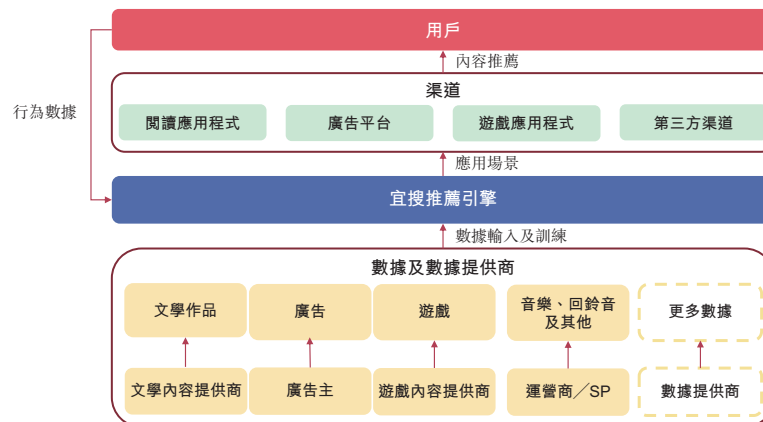 用戶
內容推薦
行為數據
渠道
閱讀應用程式
廣告平台
遊戲應用程式
第三方渠道
應用場景
宜搜推薦引擎
數據輸入及訓練
數據及數據提供商
文學作品
廣告
遊戲
音樂、回鈴音
及其他
更多數據
文學內容提供商
廣告主
遊戲內容提供商
運營商／SP
數據提供商